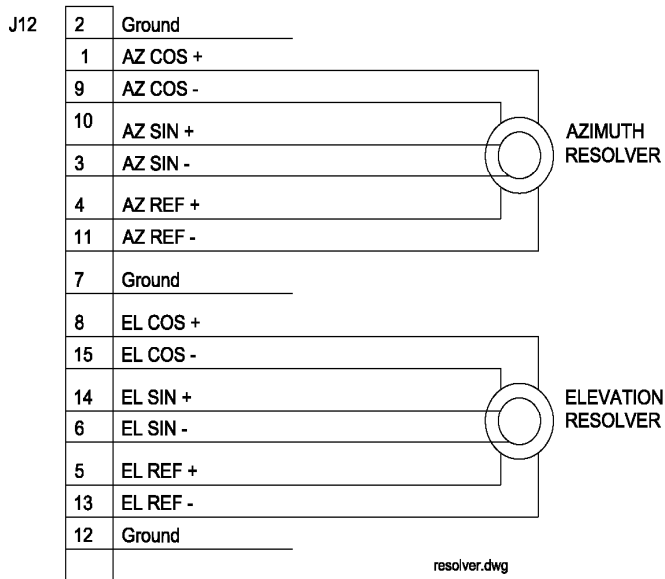 J12 2 Ground
1 AZ COS +
9 AZ COS -
10 AZ SIN +
3 AZ SIN -
4 AZ REF +
11 AZ REF -
AZIMUTH
RESOLVER
7 Ground
8 EL COS +
15 EL COS -
14 EL SIN +
6 EL SIN -
5 EL REF +
13 EL REF -
12 Ground
ELEVATION
RESOLVER
resolver.dwg